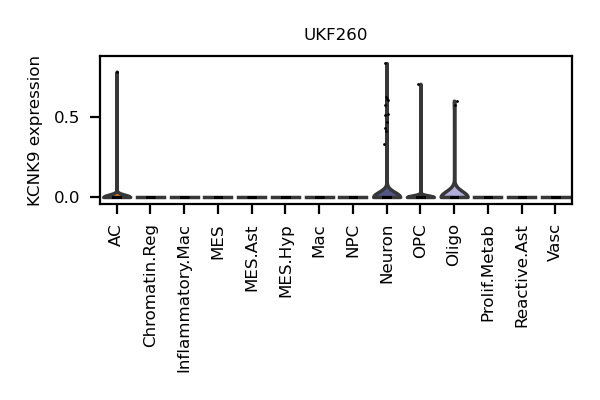 UKF260
KCNK9 expression
0.5
0.0
AC
Chromatin.Reg
Inflammatory.Mac
MES
MES.Ast
MES.Hyp
Mac
NPC
Neuron
OPC
Oligo
Prolif.Metab
Reactive.Ast
Vasc